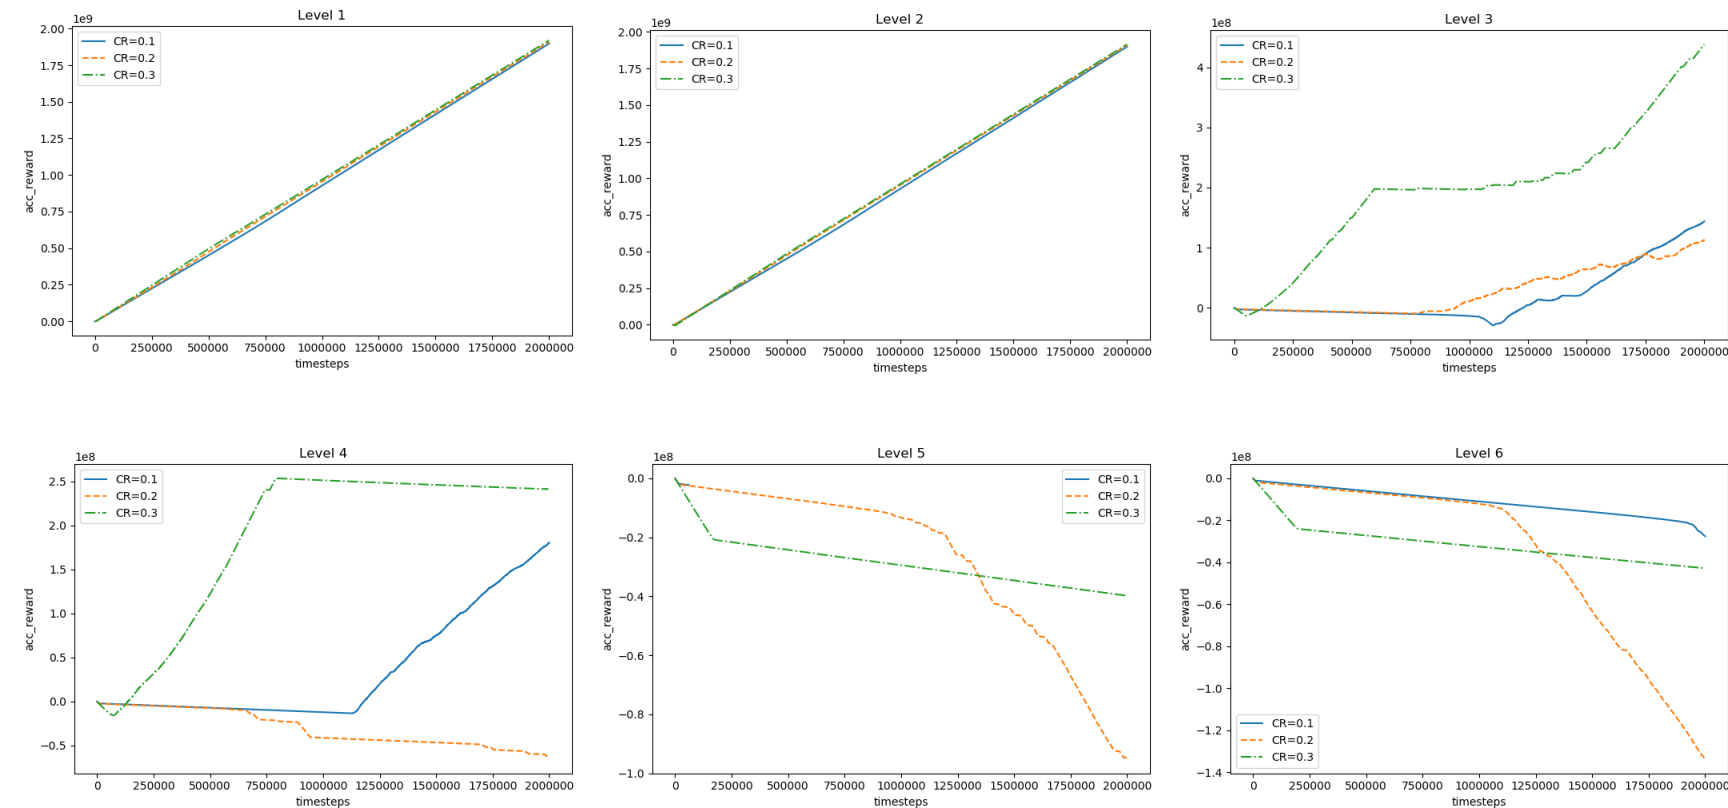 Level 1
1e9
CR=0.1
CR=0.2
CR=0.3
2.00
1.75
1.50
1.25
1.00
0.75
0.50
0.25
0.00
acc_reward
0 250000 500000 750000 1000000 1250000 1500000 1750000 2000000
timesteps
Level 2
1e9
CR=0.1
CR=0.2
CR=0.3
2.00
1.75
1.50
1.25
1.00
0.75
0.50
0.25
0.00
acc_reward
0 250000 500000 750000 1000000 1250000 1500000 1750000 2000000
timesteps
Level 3
1e8
CR=0.1
CR=0.2
CR=0.3
4
3
2
1
0
acc_reward
0 250000 500000 750000 1000000 1250000 1500000 1750000 2000000
timesteps
Level 4
1e8
CR=0.1
CR=0.2
CR=0.3
2.5
2.0
1.5
1.0
0.5
0.0
−0.5
acc_reward
0 250000 500000 750000 1000000 1250000 1500000 1750000 2000000
timesteps
Level 5
1e8
CR=0.1
CR=0.2
CR=0.3
0.0
−0.2
−0.4
−0.6
−0.8
−1.0
acc_reward
0 250000 500000 750000 1000000 1250000 1500000 1750000 2000000
timesteps
Level 6
1e8
0.0
−0.2
−0.4
−0.6
−0.8
−1.0
−1.2
−1.4
acc_reward
CR=0.1
CR=0.2
CR=0.3
0 250000 500000 750000 1000000 1250000 1500000 1750000 2000000
timesteps